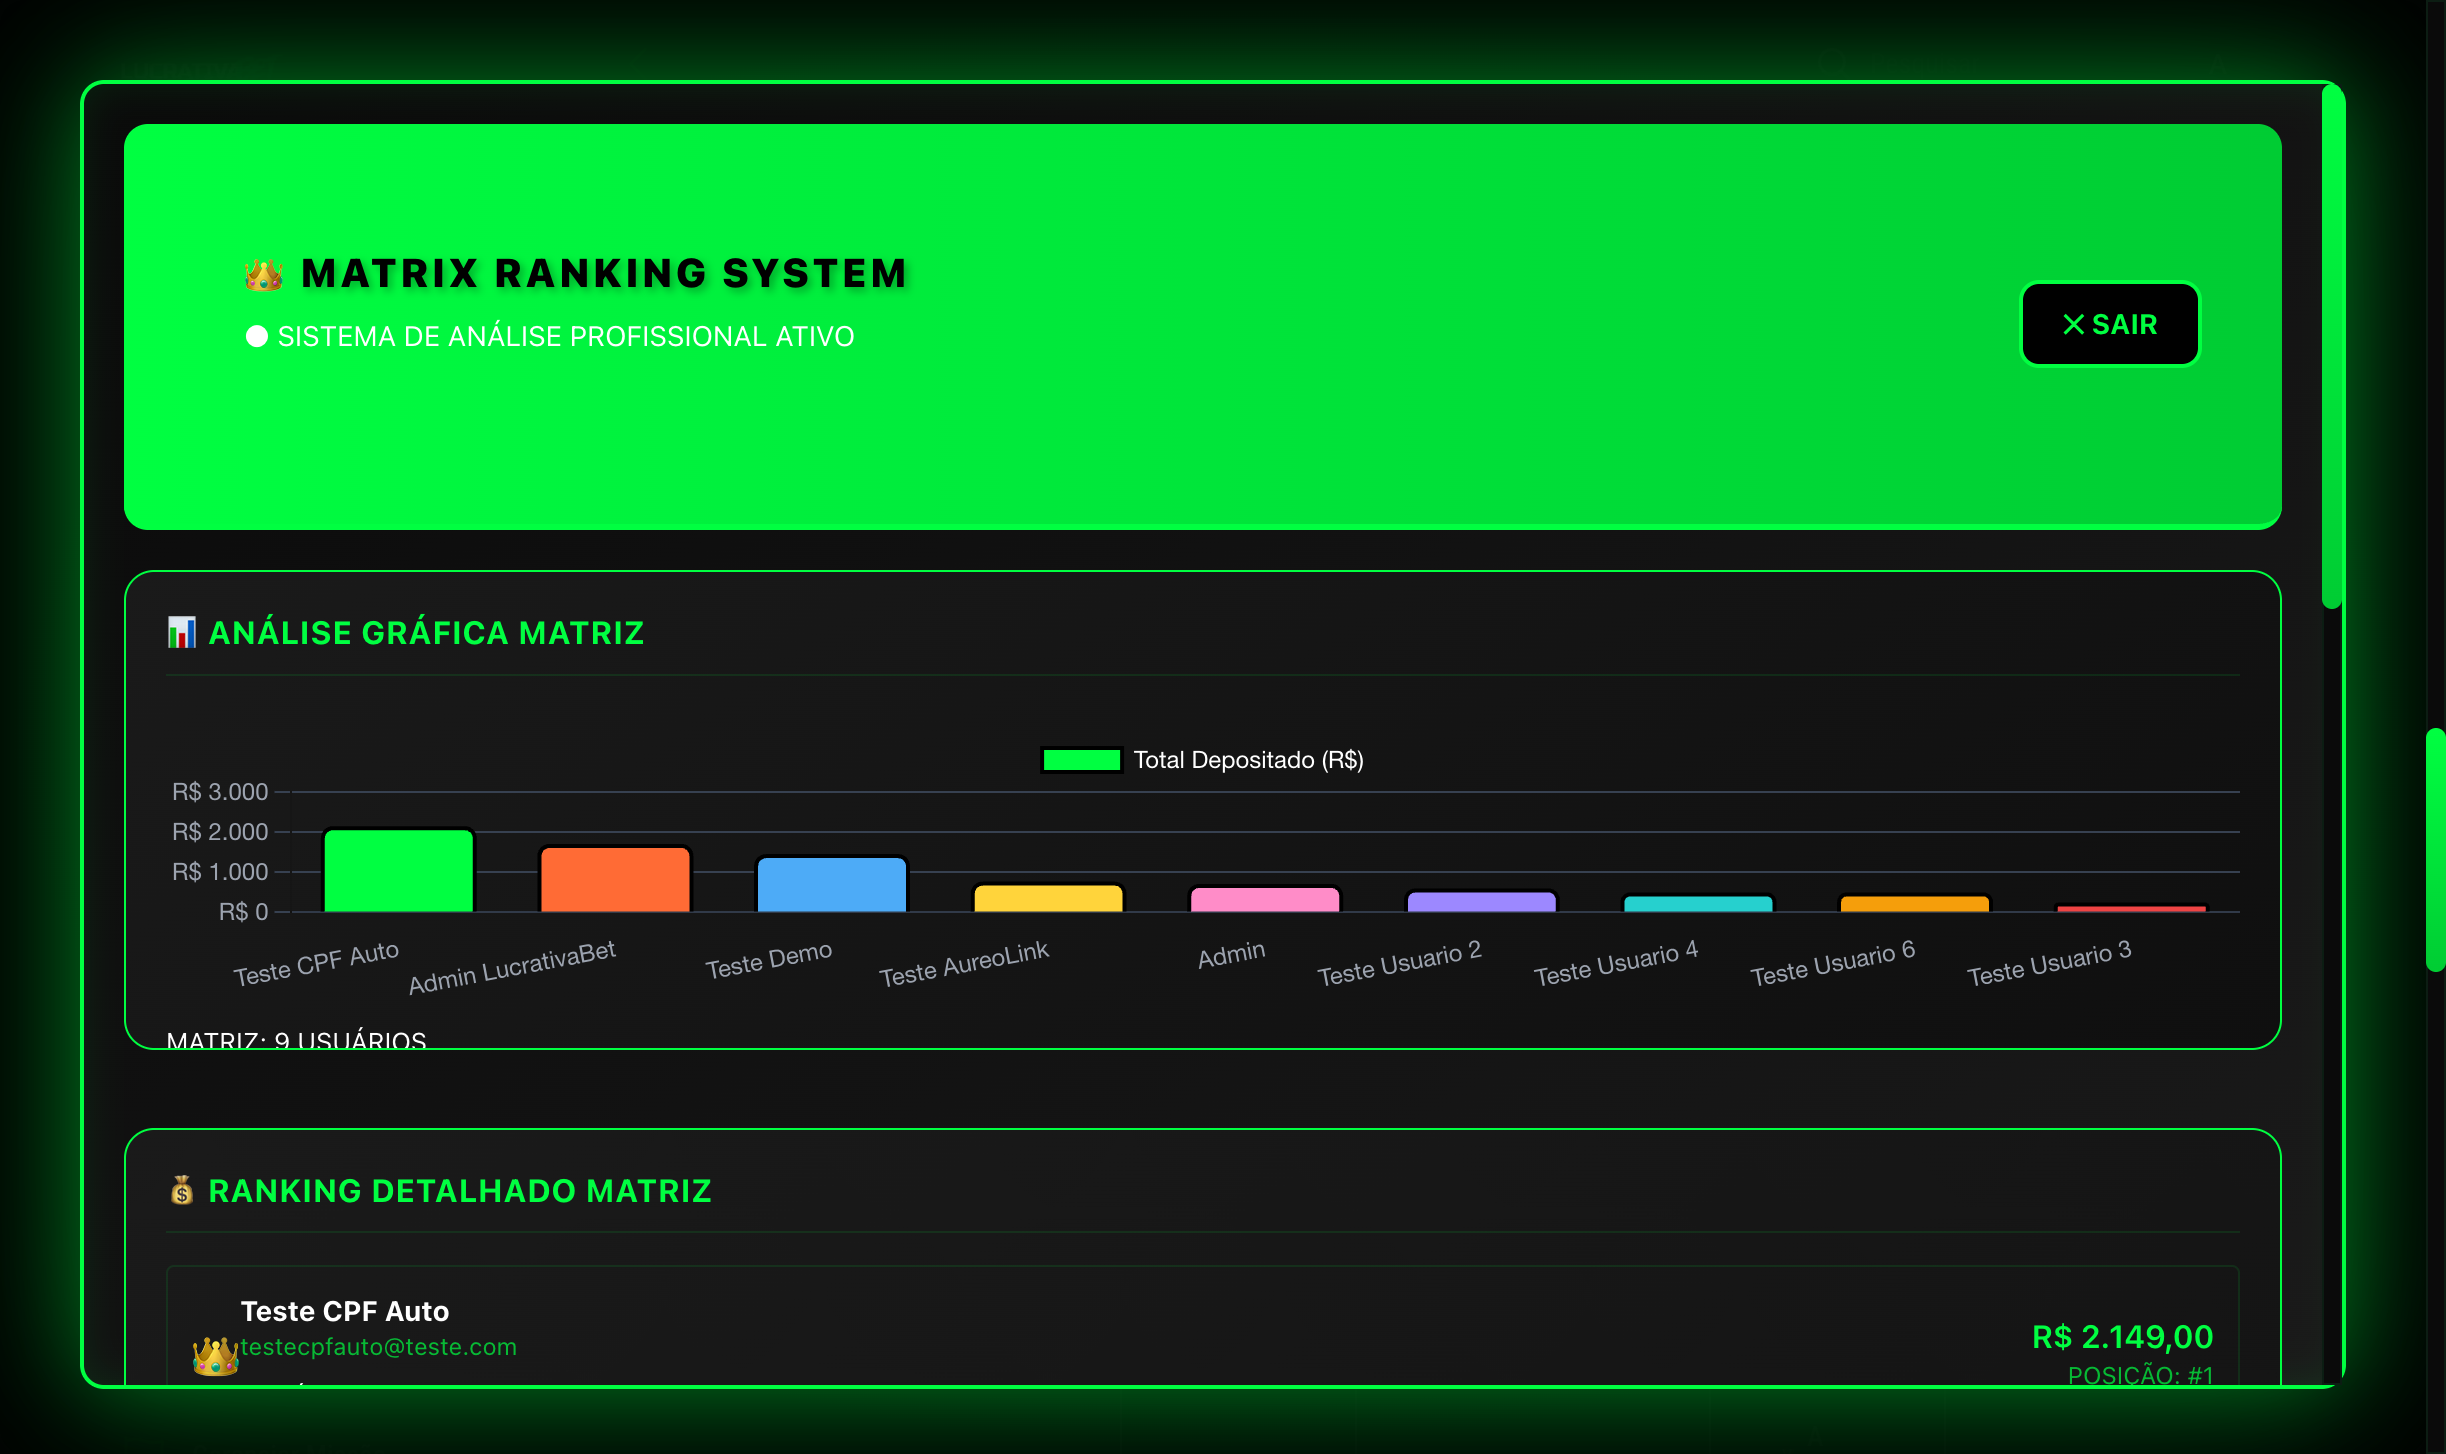 👑 MATRIX RANKING SYSTEM
SISTEMA DE ANÁLISE PROFISSIONAL ATIVO
✕ SAIR
📊 ANÁLISE GRÁFICA MATRIZ
Total Depositado (R$)
R$ 3.000
R$ 2.000
R$ 1.000
R$ 0
Teste CPF Auto
Admin LucrativaBet
Teste Demo
Teste AureoLink
Admin
Teste Usuario 2
Teste Usuario 4
Teste Usuario 6
Teste Usuario 3
MATRIZ: 9 USUÁRIOS
💰 RANKING DETALHADO MATRIZ
Teste CPF Auto
testecpfauto@teste.com
R$ 2.149,00
POSIÇÃO: #1